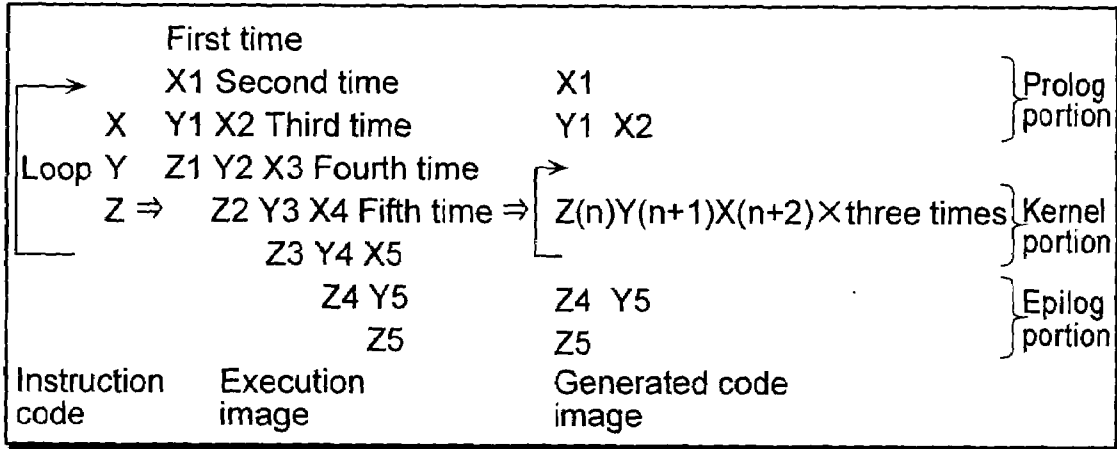 First time
X1 Second time X1 Prolog
X Y1 X2 Third time Y1 X2 portion
Loop Y Z1 Y2 X3 Fourth time
Z ⇒ Z2 Y3 X4 Fifth time ⇒ Z(n)Y(n+1)X(n+2)×three times Kernel
Z3 Y4 X5 portion
Z4 Y5 Z4 Y5 Epilog
Z5 Z5 portion
Instruction Execution Generated code
code image image